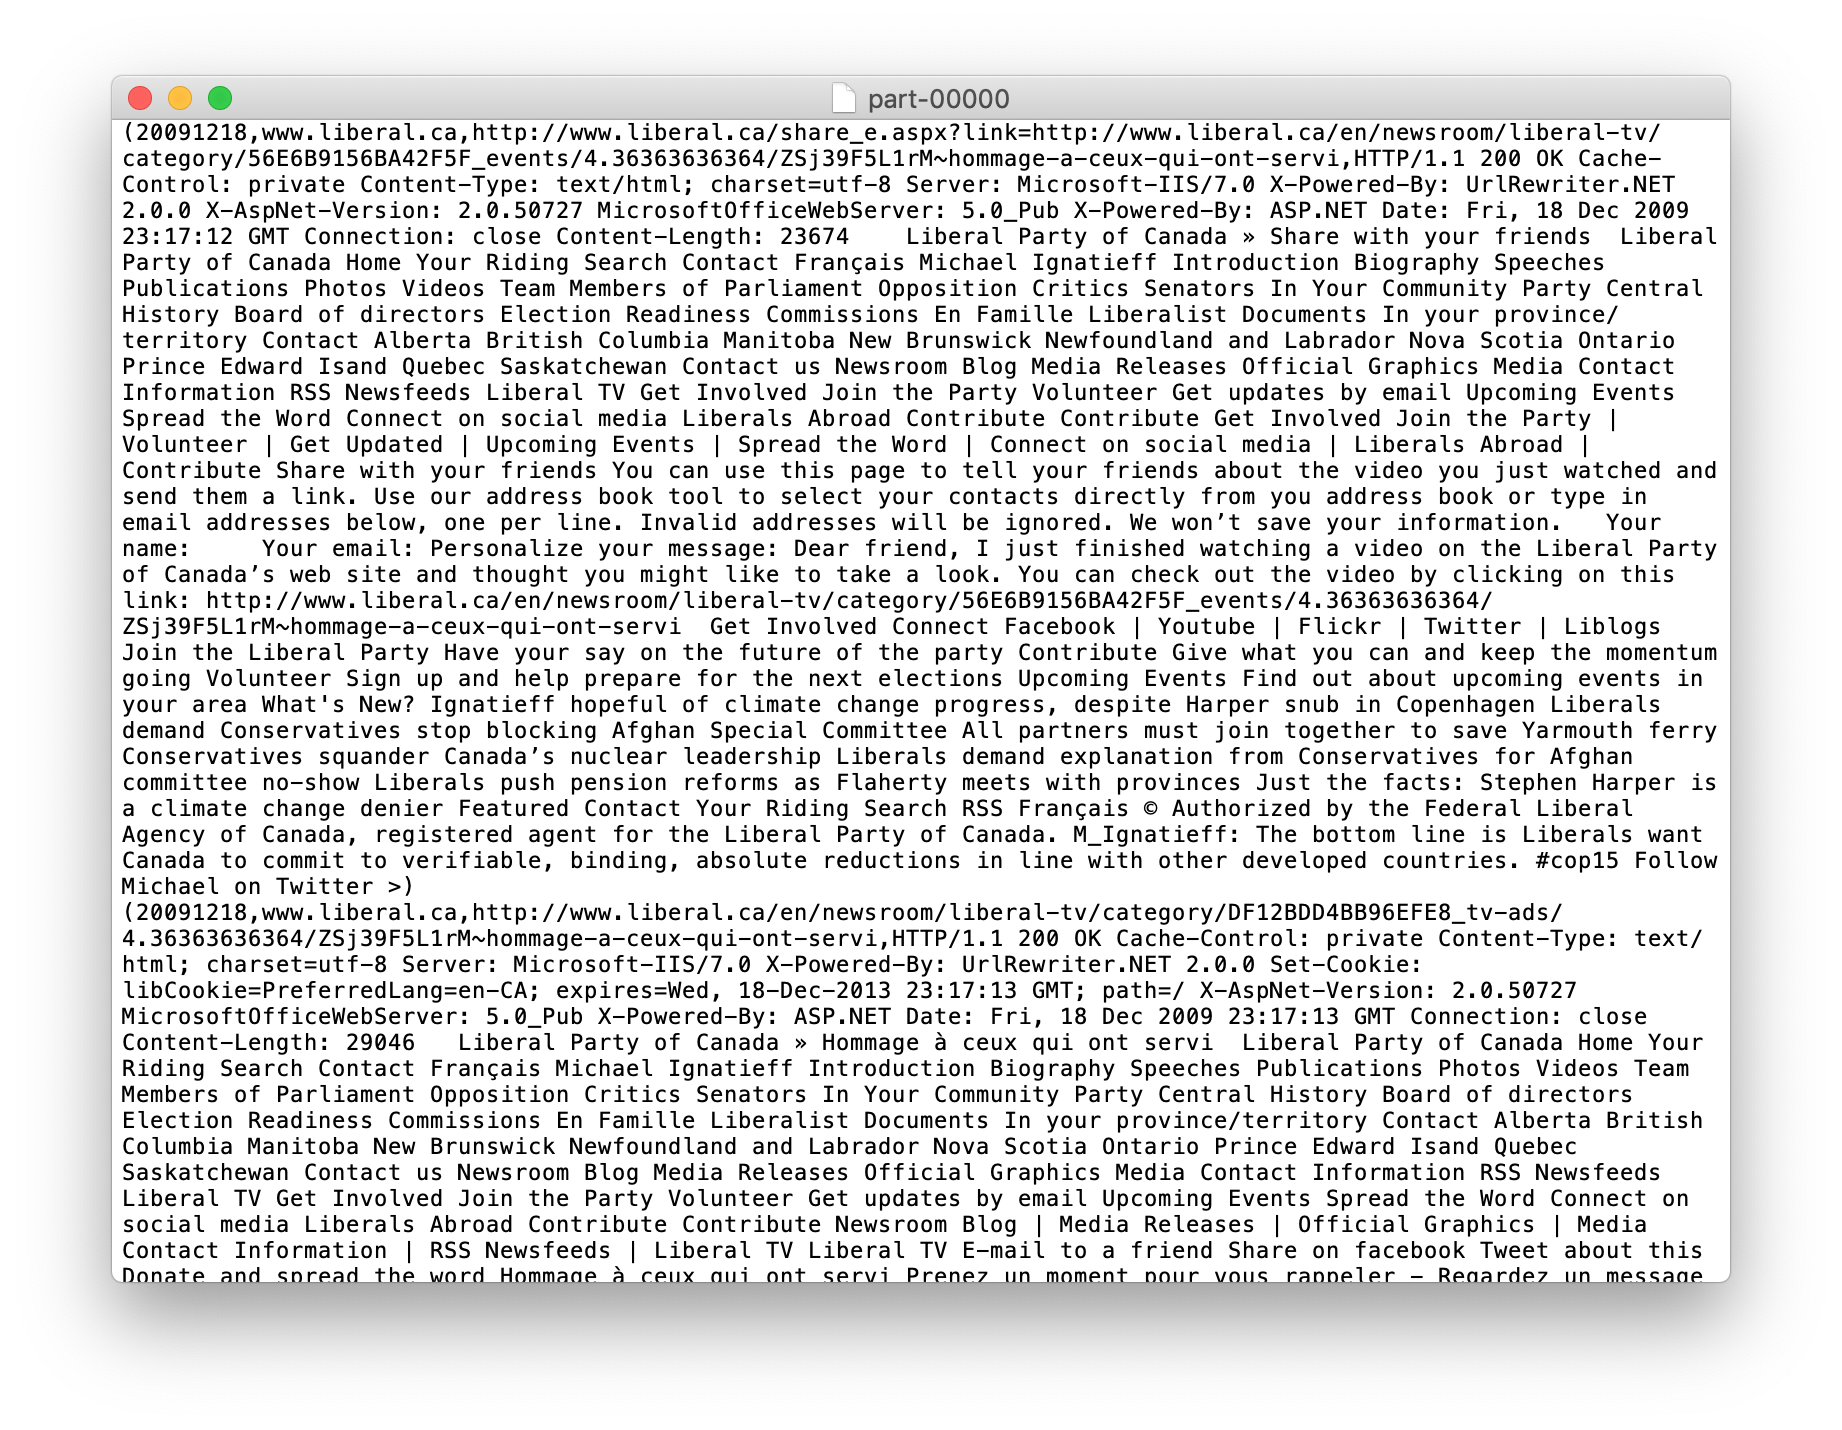 part-00000
(20091218,www.liberal.ca,http://www.liberal.ca/share_e.aspx?link=http://www.liberal.ca/en/newsroom/liberal-tv/
category/56E6B9156BA42F5F_events/4.36363636364/ZSj39F5L1rM~hommage-a-ceux-qui-ont-servi,HTTP/1.1 200 OK Cache-
Control: private Content-Type: text/html; charset=utf-8 Server: Microsoft-IIS/7.0 X-Powered-By: UrlRewriter.NET
2.0.0 X-AspNet-Version: 2.0.50727 MicrosoftOfficeWebServer: 5.0_Pub X-Powered-By: ASP.NET Date: Fri, 18 Dec 2009
23:17:12 GMT Connection: close Content-Length: 23674    Liberal Party of Canada » Share with your friends  Liberal
Party of Canada Home Your Riding Search Contact Français Michael Ignatieff Introduction Biography Speeches
Publications Photos Videos Team Members of Parliament Opposition Critics Senators In Your Community Party Central
History Board of directors Election Readiness Commissions En Famille Liberalist Documents In your province/
territory Contact Alberta British Columbia Manitoba New Brunswick Newfoundland and Labrador Nova Scotia Ontario
Prince Edward Isand Quebec Saskatchewan Contact us Newsroom Blog Media Releases Official Graphics Media Contact
Information RSS Newsfeeds Liberal TV Get Involved Join the Party Volunteer Get updates by email Upcoming Events
Spread the Word Connect on social media Liberals Abroad Contribute Contribute Get Involved Join the Party |
Volunteer | Get Updated | Upcoming Events | Spread the Word | Connect on social media | Liberals Abroad |
Contribute Share with your friends You can use this page to tell your friends about the video you just watched and
send them a link. Use our address book tool to select your contacts directly from you address book or type in
email addresses below, one per line. Invalid addresses will be ignored. We won’t save your information.   Your
name:     Your email: Personalize your message: Dear friend, I just finished watching a video on the Liberal Party
of Canada’s web site and thought you might like to take a look. You can check out the video by clicking on this
link: http://www.liberal.ca/en/newsroom/liberal-tv/category/56E6B9156BA42F5F_events/4.36363636364/
ZSj39F5L1rM~hommage-a-ceux-qui-ont-servi  Get Involved Connect Facebook | Youtube | Flickr | Twitter | Liblogs
Join the Liberal Party Have your say on the future of the party Contribute Give what you can and keep the momentum
going Volunteer Sign up and help prepare for the next elections Upcoming Events Find out about upcoming events in
your area What's New? Ignatieff hopeful of climate change progress, despite Harper snub in Copenhagen Liberals
demand Conservatives stop blocking Afghan Special Committee All partners must join together to save Yarmouth ferry
Conservatives squander Canada’s nuclear leadership Liberals demand explanation from Conservatives for Afghan
committee no-show Liberals push pension reforms as Flaherty meets with provinces Just the facts: Stephen Harper is
a climate change denier Featured Contact Your Riding Search RSS Français © Authorized by the Federal Liberal
Agency of Canada, registered agent for the Liberal Party of Canada. M_Ignatieff: The bottom line is Liberals want
Canada to commit to verifiable, binding, absolute reductions in line with other developed countries. #cop15 Follow
Michael on Twitter >)
(20091218,www.liberal.ca,http://www.liberal.ca/en/newsroom/liberal-tv/category/DF12BDD4BB96EFE8_tv-ads/
4.36363636364/ZSj39F5L1rM~hommage-a-ceux-qui-ont-servi,HTTP/1.1 200 OK Cache-Control: private Content-Type: text/
html; charset=utf-8 Server: Microsoft-IIS/7.0 X-Powered-By: UrlRewriter.NET 2.0.0 Set-Cookie:
libCookie=PreferredLang=en-CA; expires=Wed, 18-Dec-2013 23:17:13 GMT; path=/ X-AspNet-Version: 2.0.50727
MicrosoftOfficeWebServer: 5.0_Pub X-Powered-By: ASP.NET Date: Fri, 18 Dec 2009 23:17:13 GMT Connection: close
Content-Length: 29046   Liberal Party of Canada » Hommage à ceux qui ont servi  Liberal Party of Canada Home Your
Riding Search Contact Français Michael Ignatieff Introduction Biography Speeches Publications Photos Videos Team
Members of Parliament Opposition Critics Senators In Your Community Party Central History Board of directors
Election Readiness Commissions En Famille Liberalist Documents In your province/territory Contact Alberta British
Columbia Manitoba New Brunswick Newfoundland and Labrador Nova Scotia Ontario Prince Edward Isand Quebec
Saskatchewan Contact us Newsroom Blog Media Releases Official Graphics Media Contact Information RSS Newsfeeds
Liberal TV Get Involved Join the Party Volunteer Get updates by email Upcoming Events Spread the Word Connect on
social media Liberals Abroad Contribute Contribute Newsroom Blog | Media Releases | Official Graphics | Media
Contact Information | RSS Newsfeeds | Liberal TV Liberal TV E-mail to a friend Share on facebook Tweet about this
Donate and spread the word Hommage à ceux qui ont servi Prenez un moment pour vous rappeler – Regardez un message